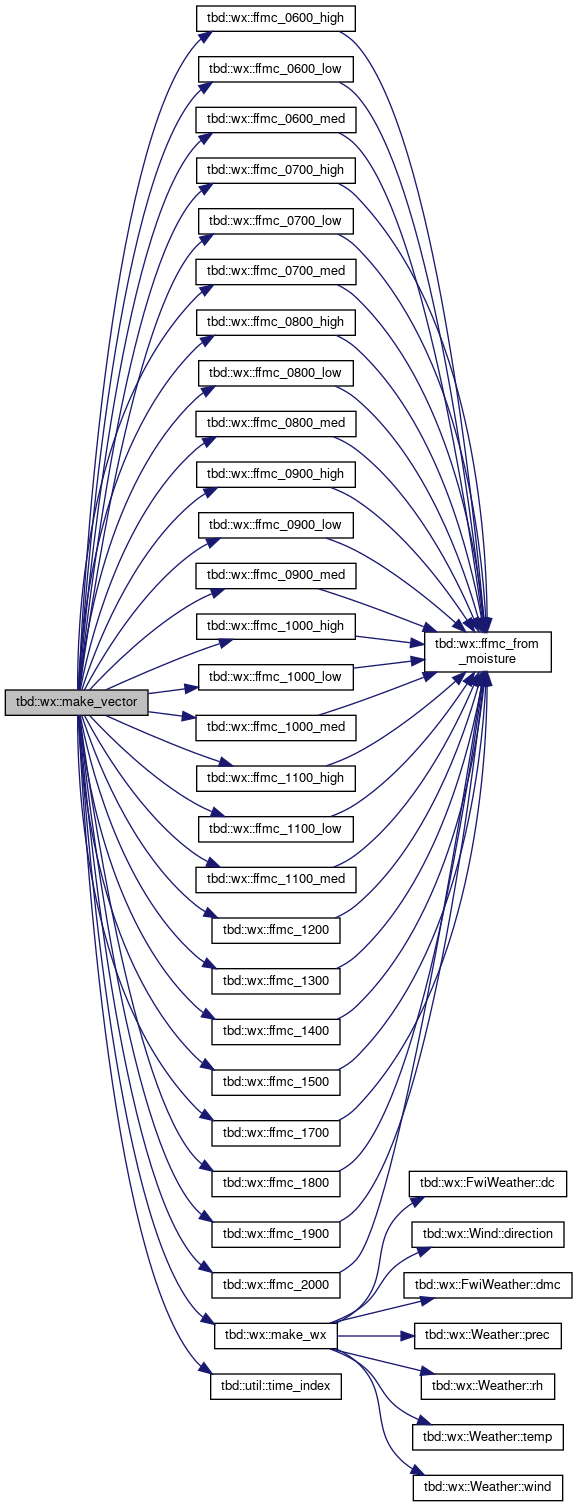 tbd::wx::make_vector
tbd::wx::ffmc_0600_high
tbd::wx::ffmc_0600_low
tbd::wx::ffmc_0600_med
tbd::wx::ffmc_0700_high
tbd::wx::ffmc_0700_low
tbd::wx::ffmc_0700_med
tbd::wx::ffmc_0800_high
tbd::wx::ffmc_0800_low
tbd::wx::ffmc_0800_med
tbd::wx::ffmc_0900_high
tbd::wx::ffmc_0900_low
tbd::wx::ffmc_0900_med
tbd::wx::ffmc_1000_high
tbd::wx::ffmc_1000_low
tbd::wx::ffmc_1000_med
tbd::wx::ffmc_1100_high
tbd::wx::ffmc_1100_low
tbd::wx::ffmc_1100_med
tbd::wx::ffmc_1200
tbd::wx::ffmc_1300
tbd::wx::ffmc_1400
tbd::wx::ffmc_1500
tbd::wx::ffmc_1700
tbd::wx::ffmc_1800
tbd::wx::ffmc_1900
tbd::wx::ffmc_2000
tbd::wx::make_wx
tbd::util::time_index
tbd::wx::ffmc_from
_moisture
tbd::wx::FwiWeather::dc
tbd::wx::Wind::direction
tbd::wx::FwiWeather::dmc
tbd::wx::Weather::prec
tbd::wx::Weather::rh
tbd::wx::Weather::temp
tbd::wx::Weather::wind